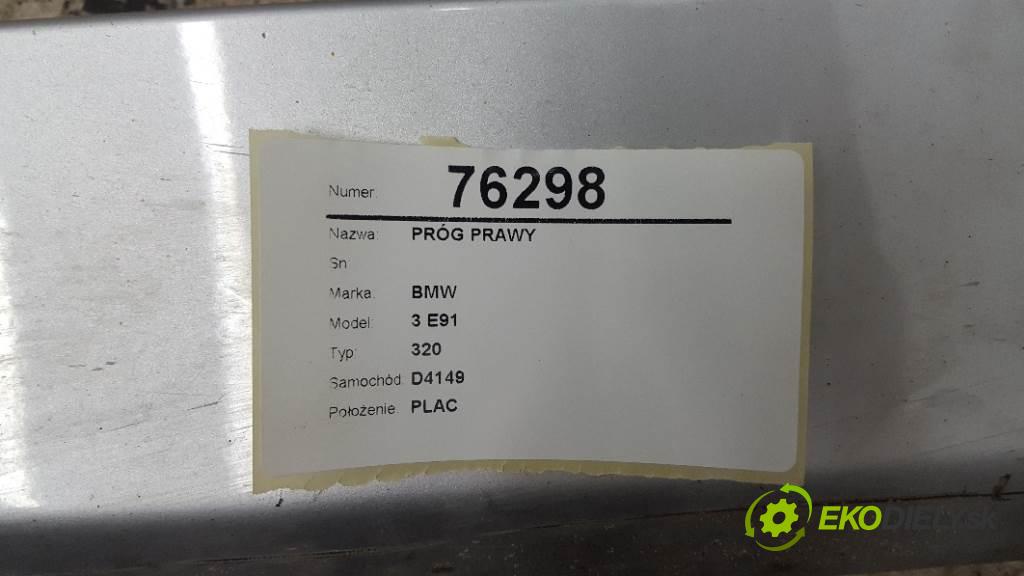 Numer: 76298
Nazwa: PRÓG PRAWY
Sn:
Marka: BMW
Model: 3 E91
Typ: 320
Samochód: D4149
Położenie: PLAC
EKODIELY.SK